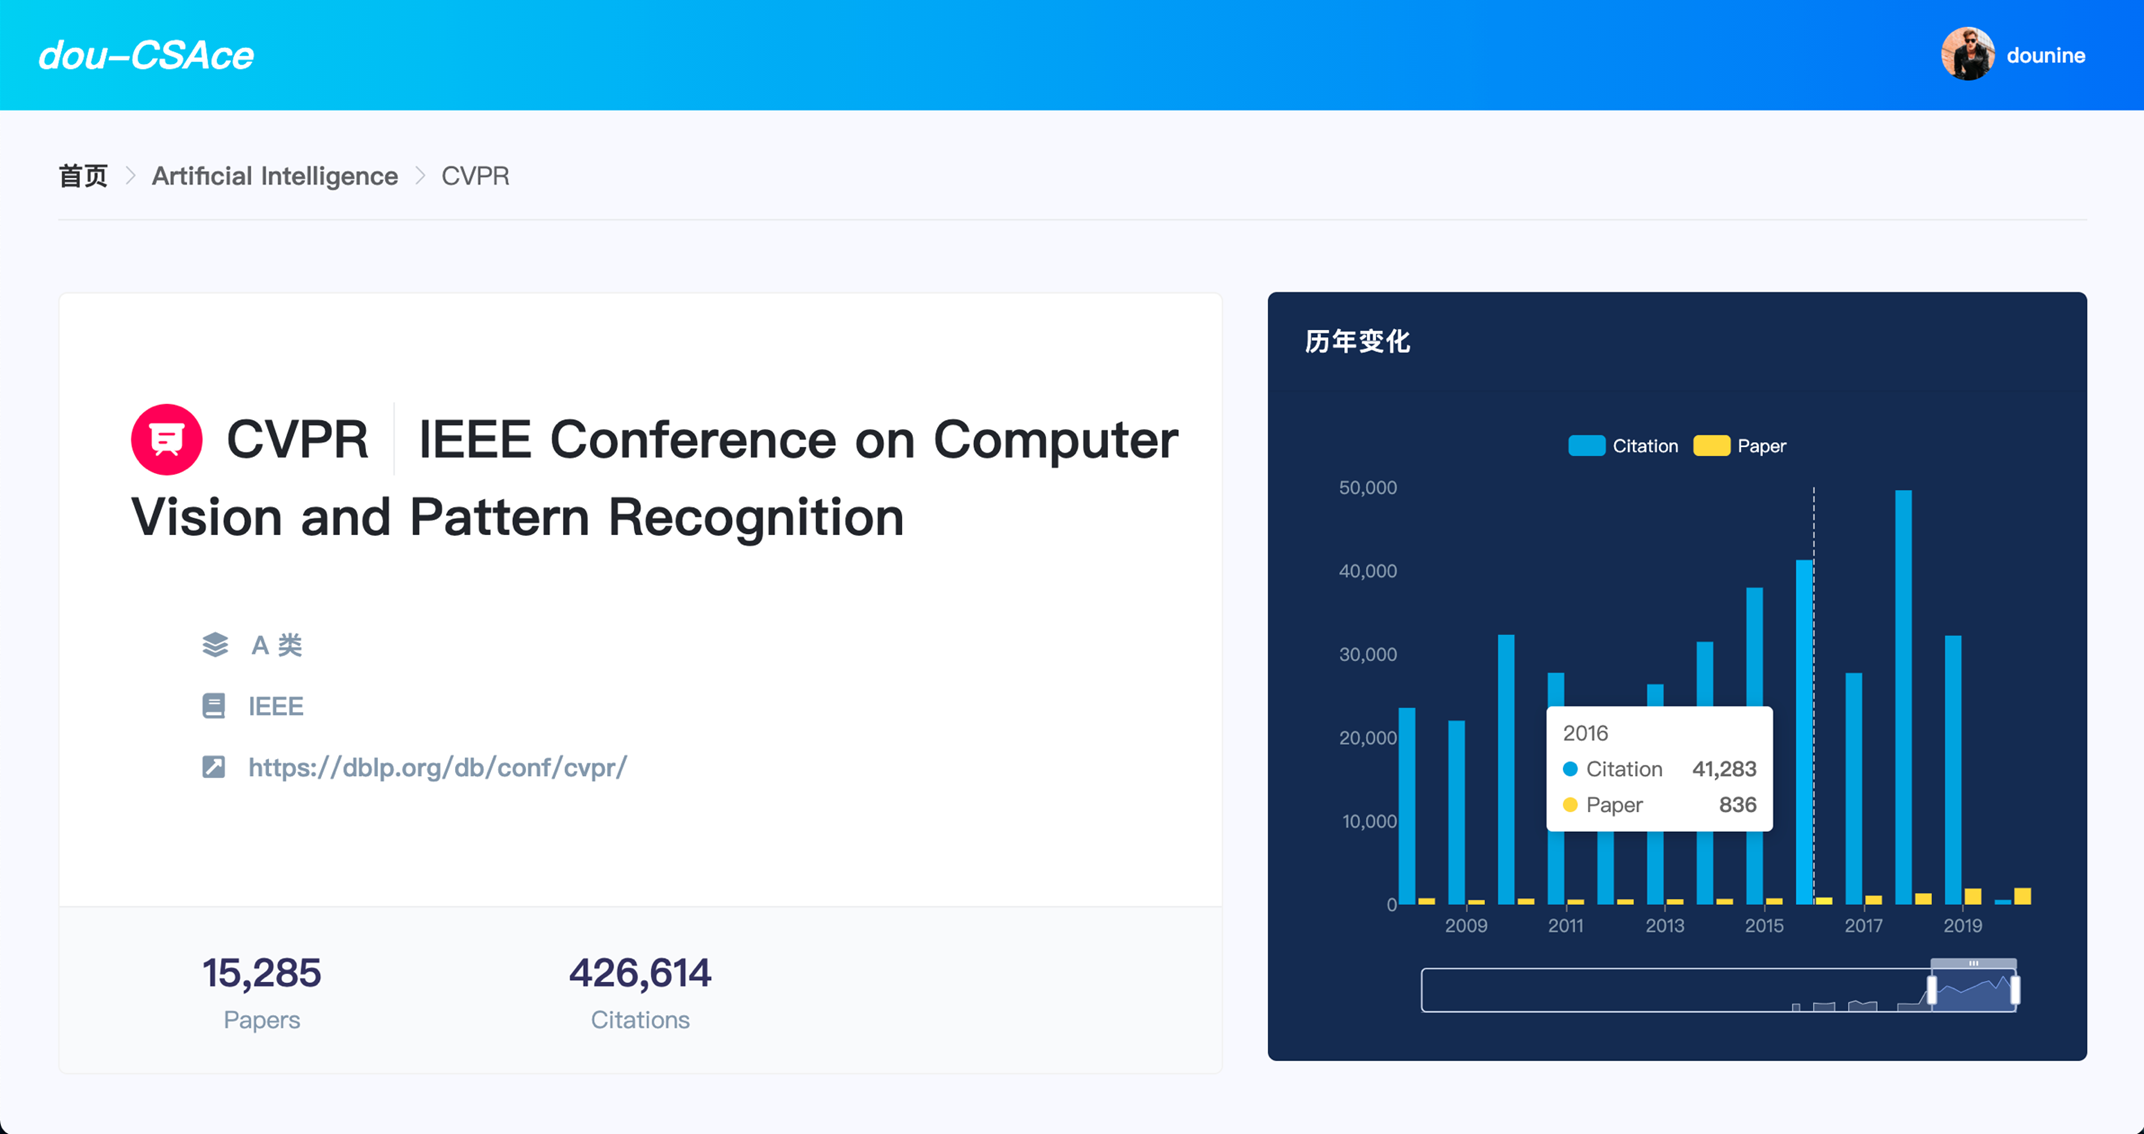 dou-CSAce
dounine
首页 > Artificial Intelligence > CVPR
CVPR | IEEE Conference on Computer
Vision and Pattern Recognition
A 类
IEEE
https://dblp.org/db/conf/cvpr/
15,285
Papers
426,614
Citations
历年变化
Citation Paper
50,000
40,000
30,000
20,000
10,000
0
2016
Citation 41,283
Paper 836
2009 2011 2013 2015 2017 2019